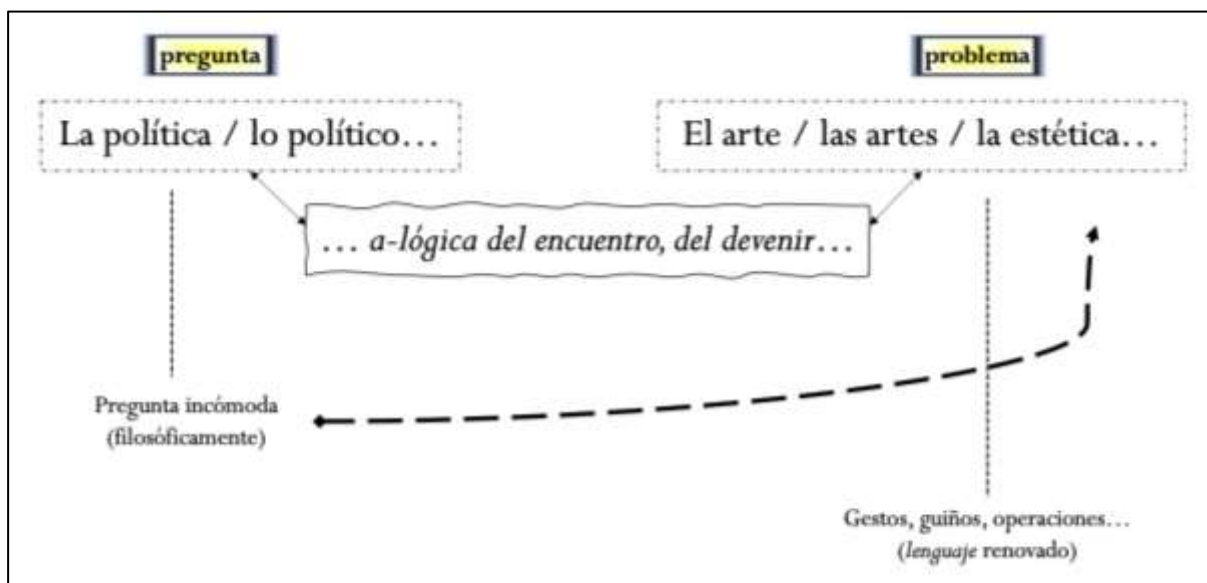 pregunta
problema
La política / lo político…
El arte / las artes / la estética…
… a-lógica del encuentro, del devenir…
Pregunta incómoda
(filosóficamente)
Gestos, guiños, operaciones…
(lenguaje renovado)